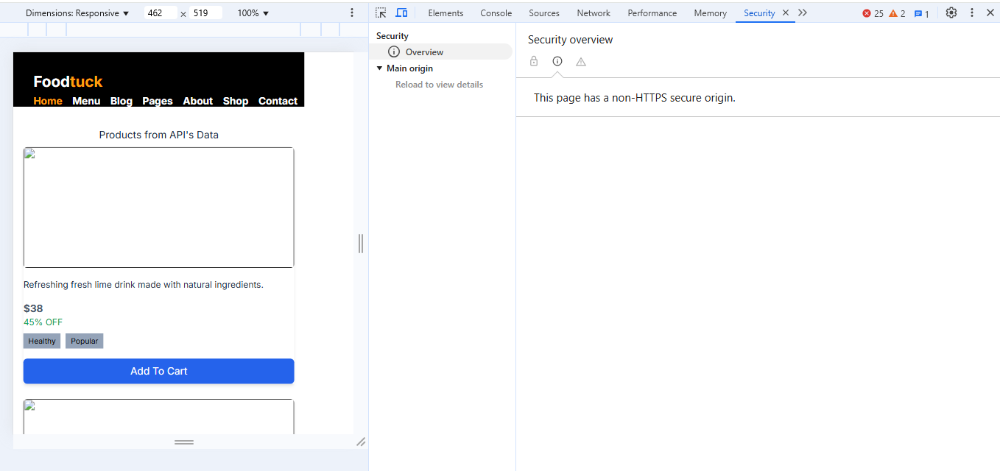 Dimensions: Responsive ▼ 462 × 519 100% ▼
Elements Console Sources Network Performance Memory Security 25 2 1
Foodtuck
Home Menu Blog Pages About Shop Contact
Products from API's Data
Refreshing fresh lime drink made with natural ingredients.
$38
45% OFF
Healthy Popular
Add To Cart
Security
Overview
Main origin
Reload to view details
Security overview
This page has a non-HTTPS secure origin.